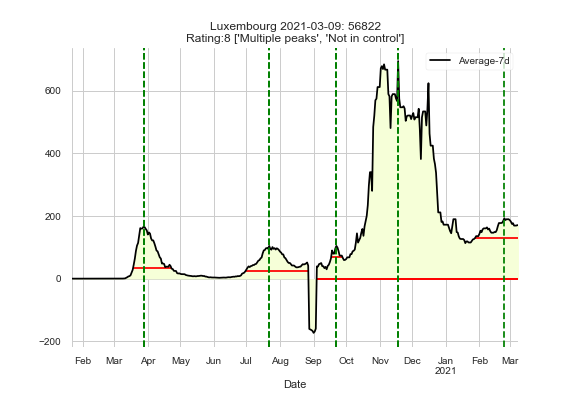 Luxembourg 2021-03-09: 56822
Rating:8 ['Multiple peaks', 'Not in control']
Average-7d
600
400
200
0
−200
Feb Mar Apr May Jun Jul Aug Sep Oct Nov Dec Jan Feb Mar
2021
Date